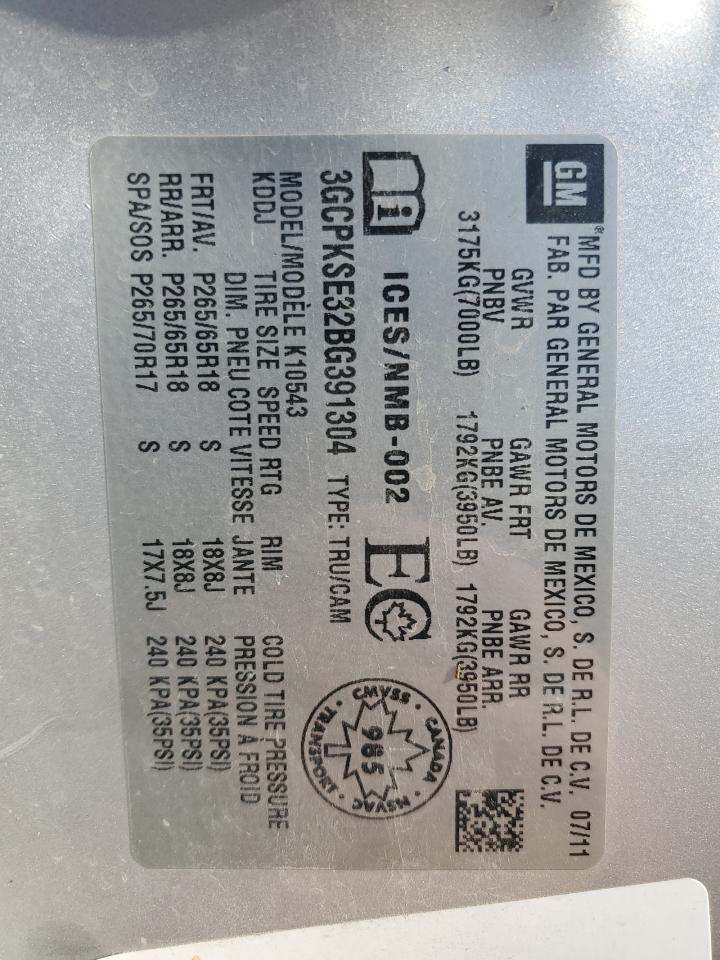 GM
®MFD BY GENERAL MOTORS DE MEXICO, S. DE R.L. DE C.V. 07/11
FAB. PAR GENERAL MOTORS DE MEXICO, S. DE R.L. DE C.V.
GVWR GAWR FRT GAWR RR
PNBV PNBE AV. PNBE ARR.
3175KG(7000LB) 1792KG(3950LB) 1792KG(3950LB)
i ICES/NMB-002 EC
CMVSS · CANADA · NSVAC · TRANSPORT ·
985
3GCPKSE32BG391304 TYPE: TRU/CAM
MODEL/MODÈLE K10543
KDDJ TIRE SIZE SPEED RTG RIM COLD TIRE PRESSURE
DIM. PNEU COTE VITESSE JANTE PRESSION À FROID
FRT/AV. P265/65R18 S 18X8J 240 KPA(35PSI)
RR/ARR. P265/65R18 S 18X8J 240 KPA(35PSI)
SPA/SOS P265/70R17 S 17X7.5J 240 KPA(35PSI)